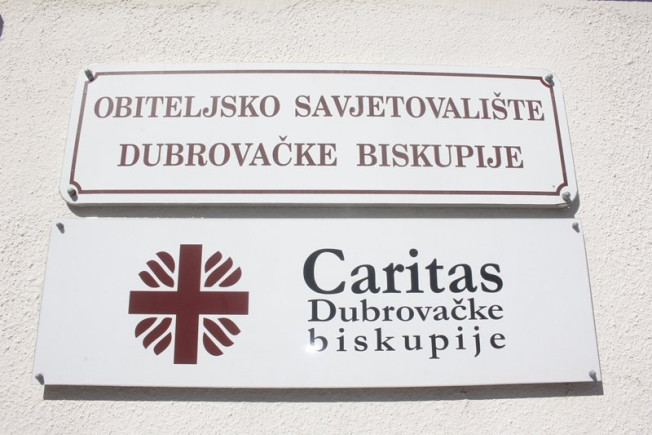 OBITELJSKO SAVJETOVALIŠTE
DUBROVAČKE BISKUPIJE
Caritas
Dubrovačke
biskupije